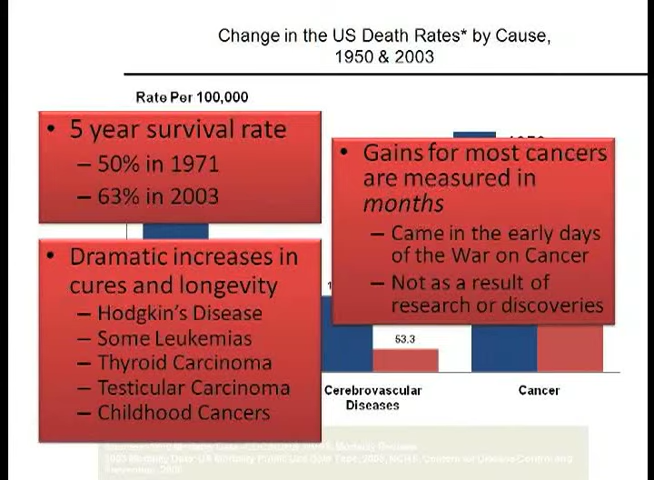 Change in the US Death Rates* by Cause,
1950 & 2003
Rate Per 100,000
• 5 year survival rate
– 50% in 1971
– 63% in 2003
• Dramatic increases in
cures and longevity
– Hodgkin's Disease
– Some Leukemias
– Thyroid Carcinoma
– Testicular Carcinoma
– Childhood Cancers
• Gains for most cancers
are measured in
months
– Came in the early days
of the War on Cancer
– Not as a result of
research or discoveries
53.3
Cerebrovascular
Diseases
Cancer